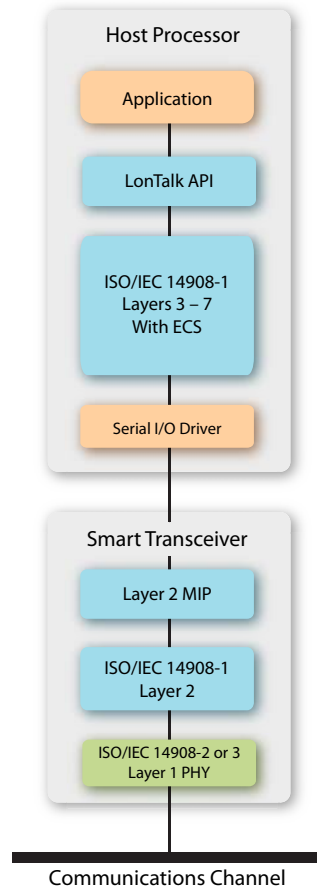 Host Processor
Application
LonTalk API
ISO/IEC 14908-1
Layers 3 – 7
With ECS
Serial I/O Driver
Smart Transceiver
Layer 2 MIP
ISO/IEC 14908-1
Layer 2
ISO/IEC 14908-2 or 3
Layer 1 PHY
Communications Channel